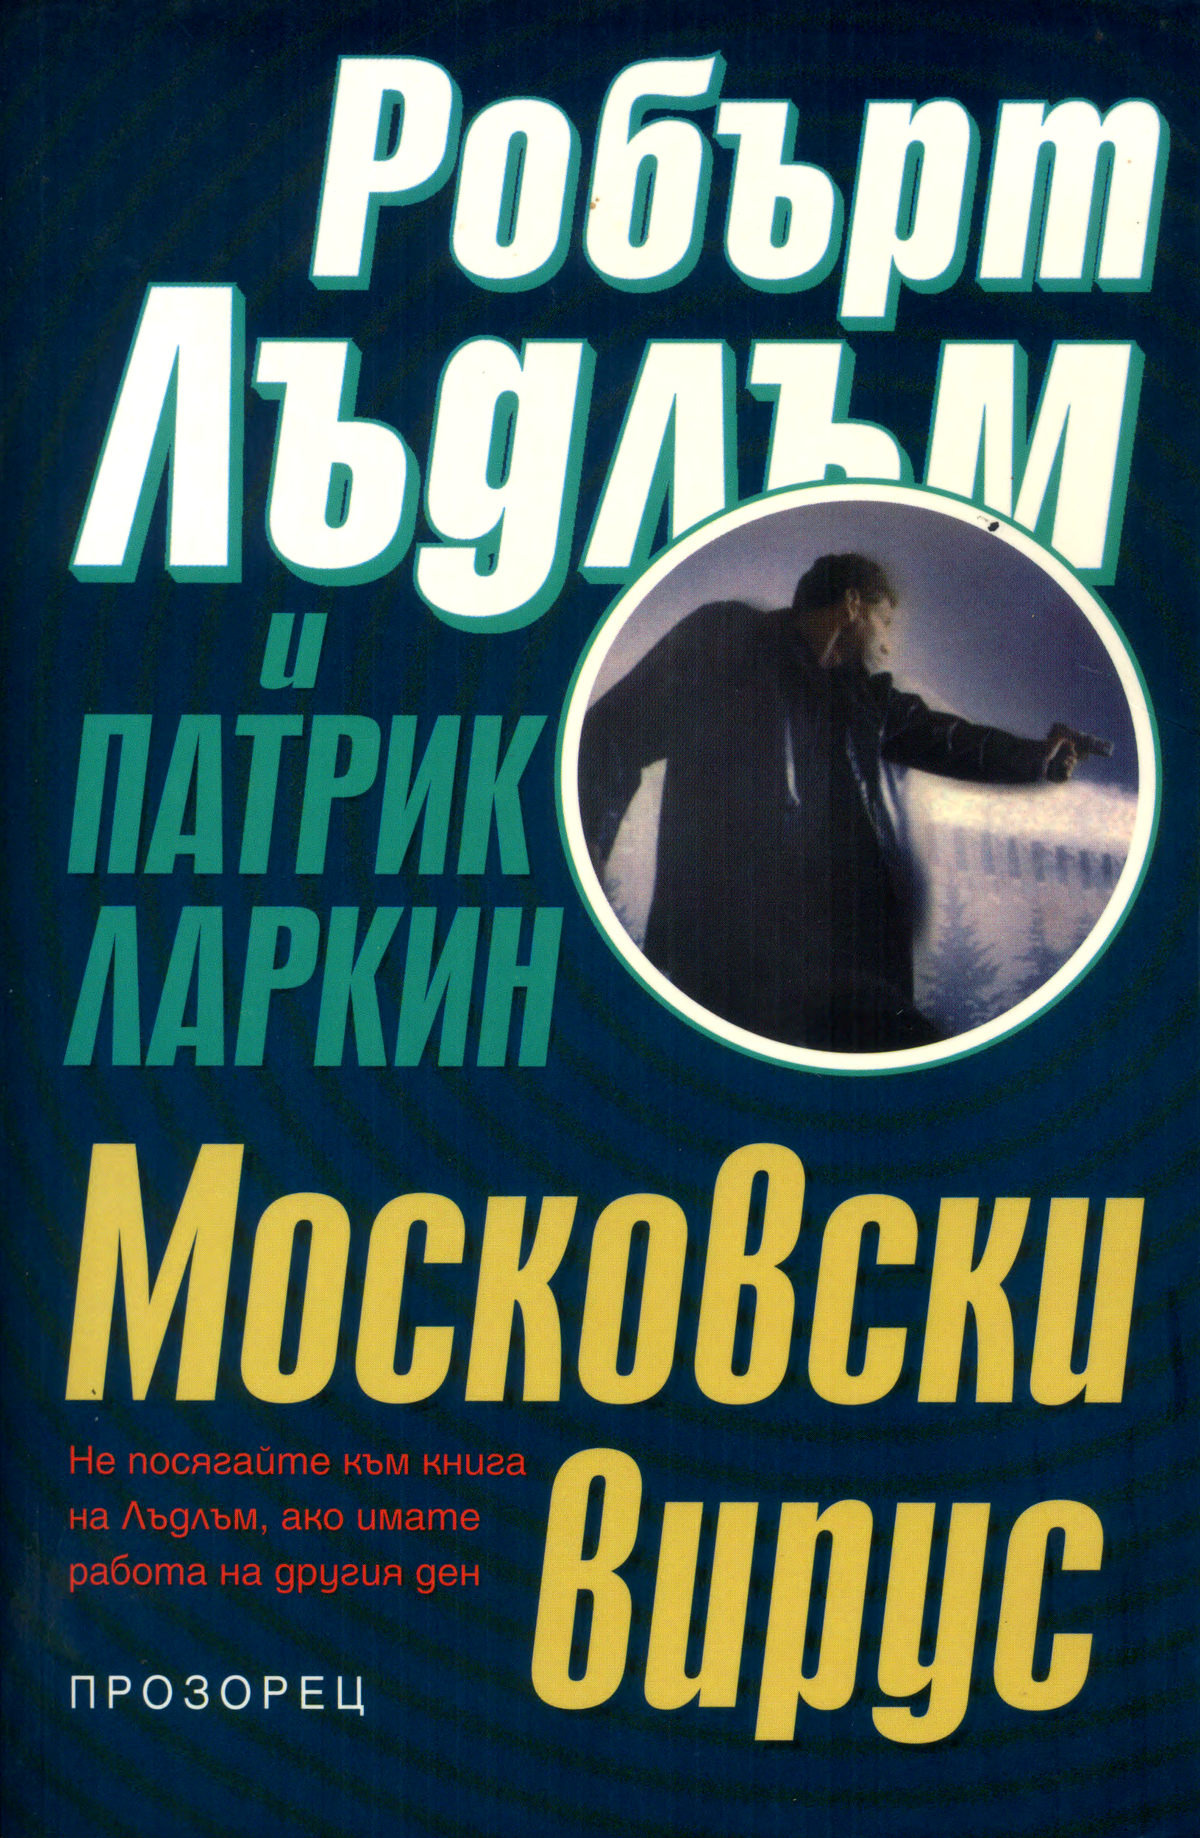 Робърт
Лъдлъм
и
ПАТРИК
ЛАРКИН
Московски
вирус
Не посягайте към книга
на Лъдлъм, ако имате
работа на другия ден
ПРОЗОРЕЦ